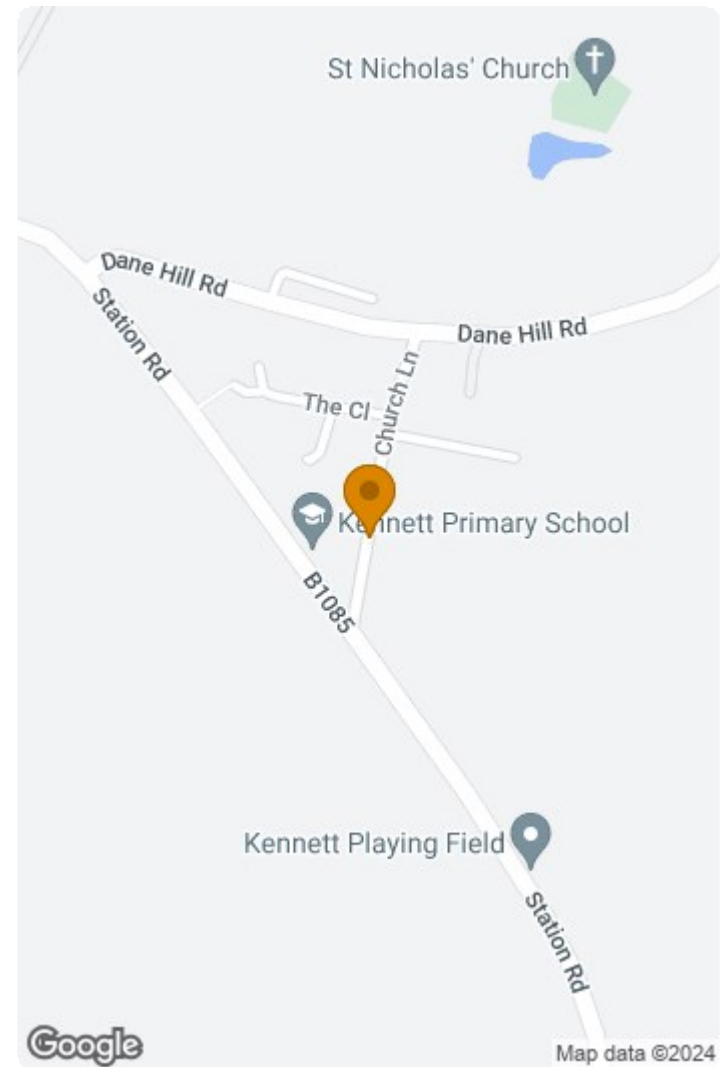 St Nicholas' Church
Dane Hill Rd
Dane Hill Rd
Station Rd
Church Ln
The Cl
Kennett Primary School
B1085
Kennett Playing Field
Station Rd
Google
Map data ©2024